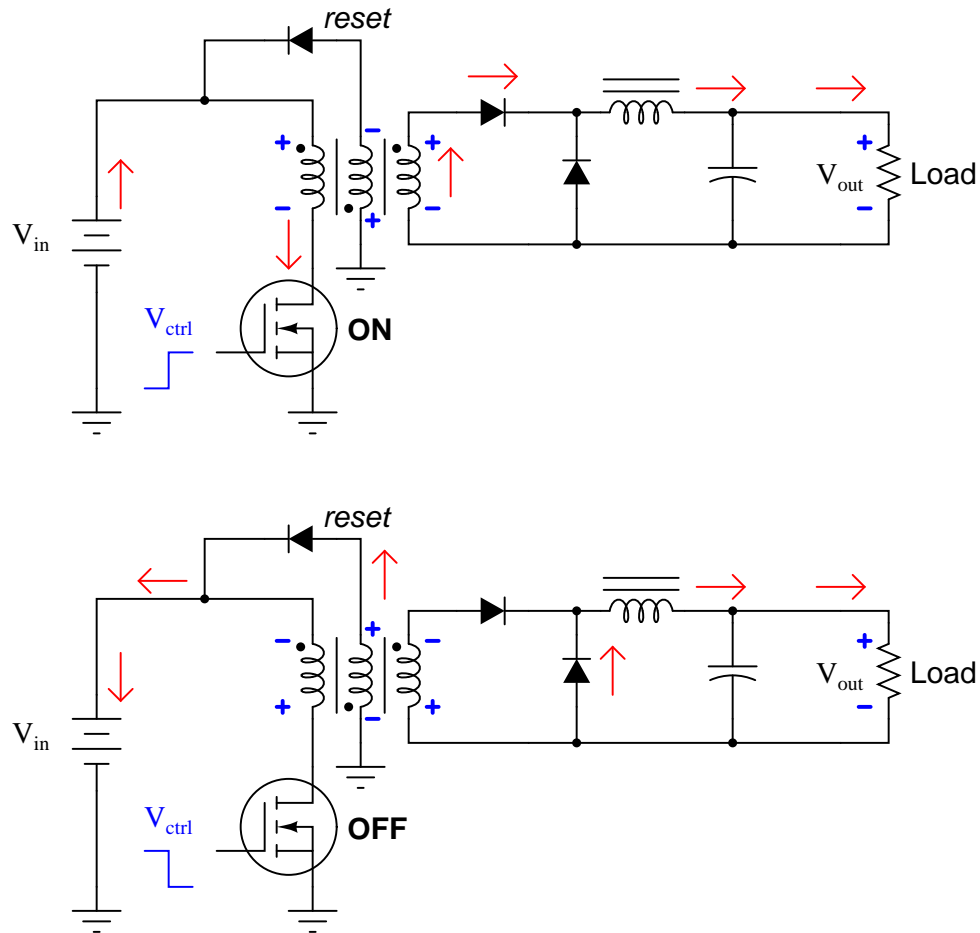 reset
+ - + Load
V_out
- + -
V_in
V_ctrl
ON
reset
- + - + Load
V_out
+ - + -
V_in
V_ctrl
OFF